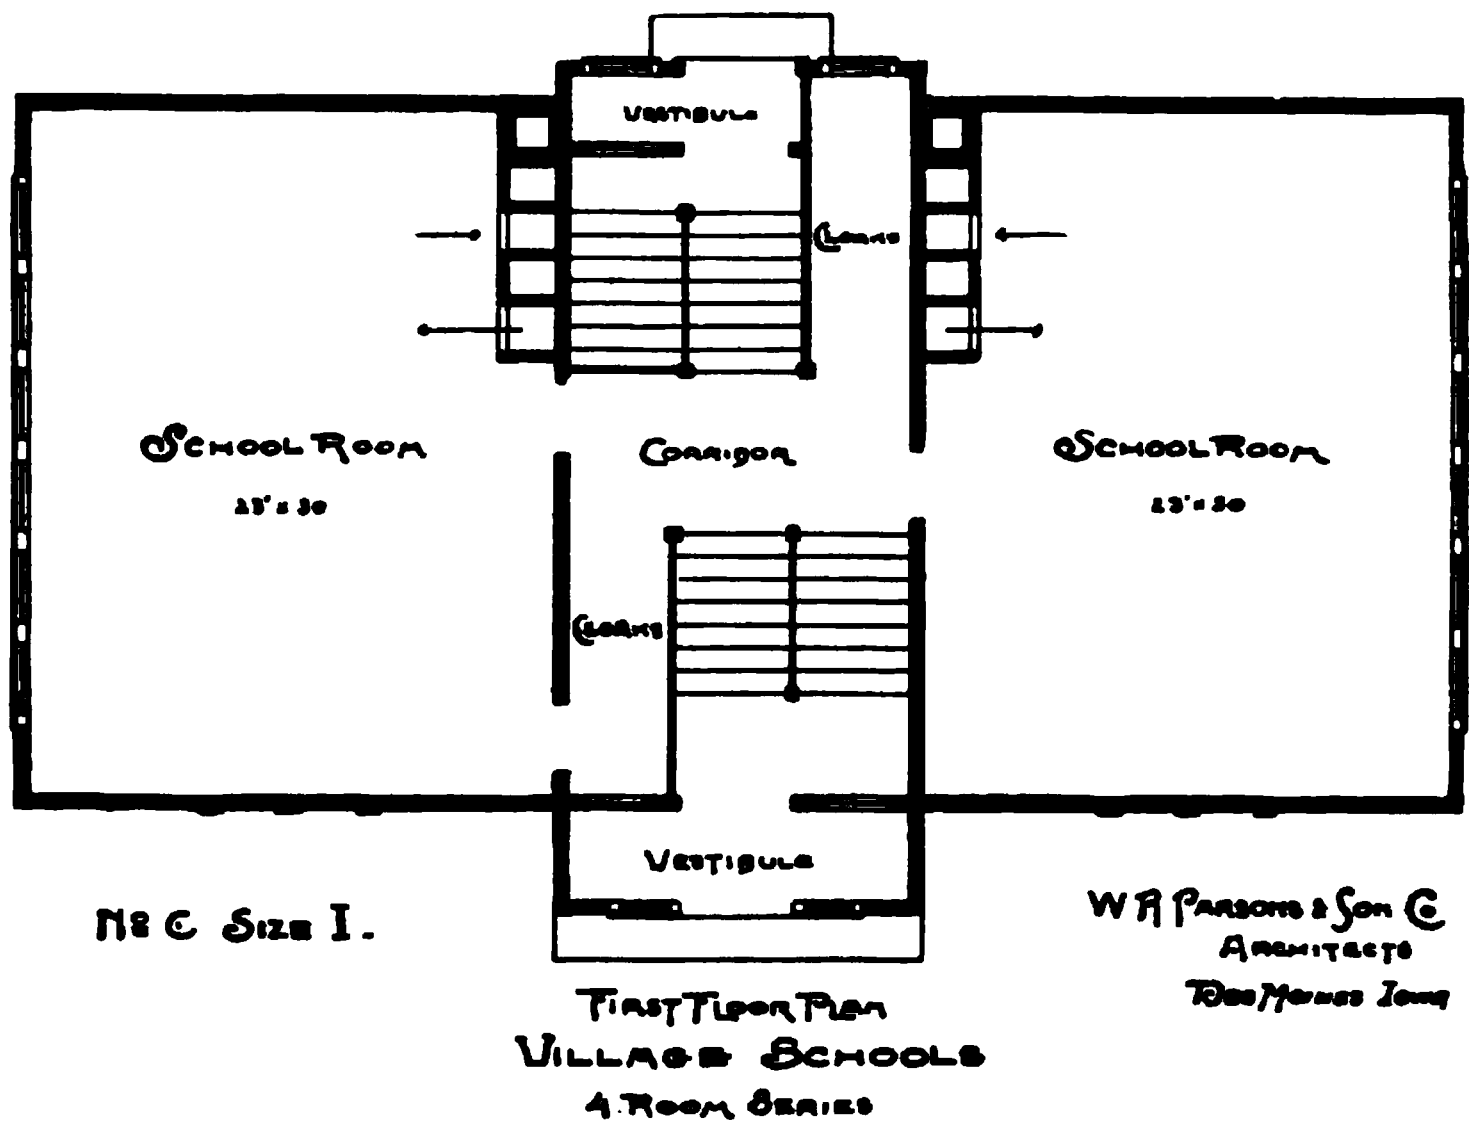 Vestibule
Cloaks
School Room
23' x 30
Corridor
School Room
23' x 30
Cloaks
Vestibule
No C Size I.
W A Parsons & Son Co
Architects
Des Moines Iowa
First Floor Plan
Village Schools
4. Room Series